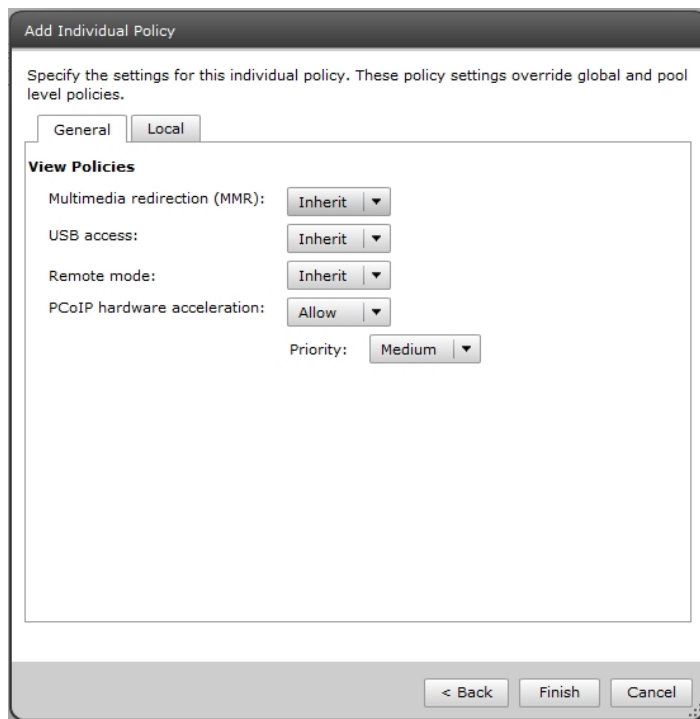 Add Individual Policy
Specify the settings for this individual policy. These policy settings override global and pool
level policies.
General Local
View Policies
Multimedia redirection (MMR): Inherit
USB access: Inherit
Remote mode: Inherit
PCoIP hardware acceleration: Allow
Priority: Medium
< Back Finish Cancel